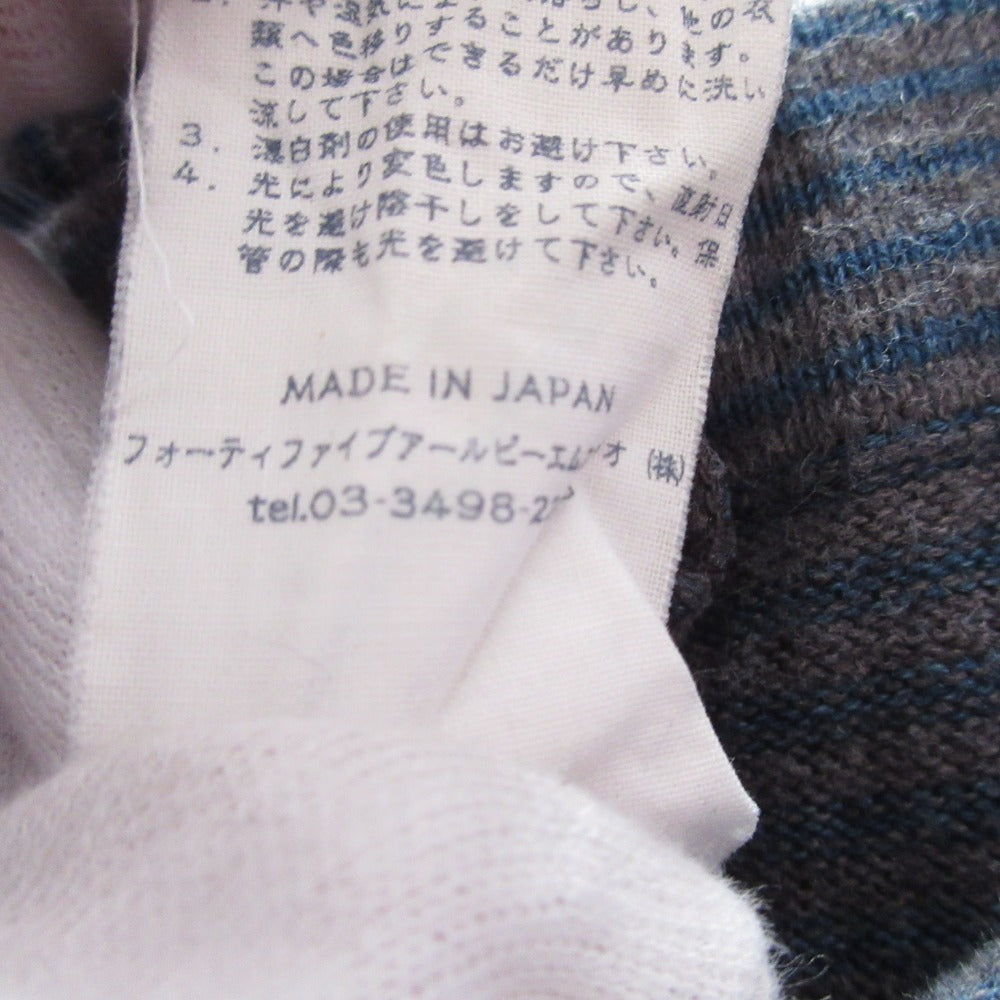 類へ色移りすることがあります。
この場合はできるだけ早めに洗い
流して下さい。
3. 漂白剤の使用はお避け下さい。
4. 光により変色しますので、直射日
光を避け陰干しをして下さい。保
管の際も光を避けて下さい。
MADE IN JAPAN
フォーティファイブアールピーエム オ (株)
tel.03-3498-2